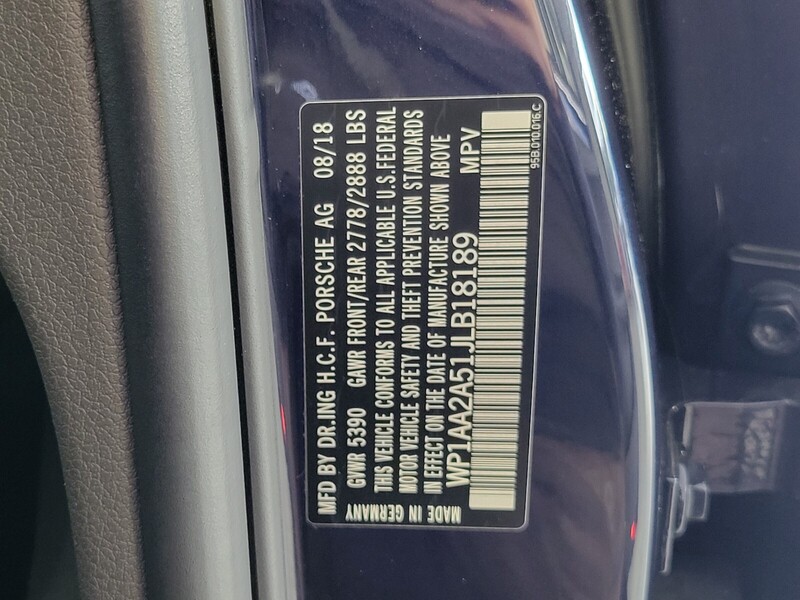 MFD BY DR.ING H.C.F. PORSCHE AG 08/18
GVWR 5390 GAWR FRONT/REAR 2778/2888 LBS
THIS VEHICLE CONFORMS TO ALL APPLICABLE U.S.FEDERAL
MOTOR VEHICLE SAFETY AND THEFT PREVENTION STANDARDS
IN EFFECT ON THE DATE OF MANUFACTURE SHOWN ABOVE
MADE IN GERMANY WP1AA2A51JLB18189 MPV
95B.010.016.C